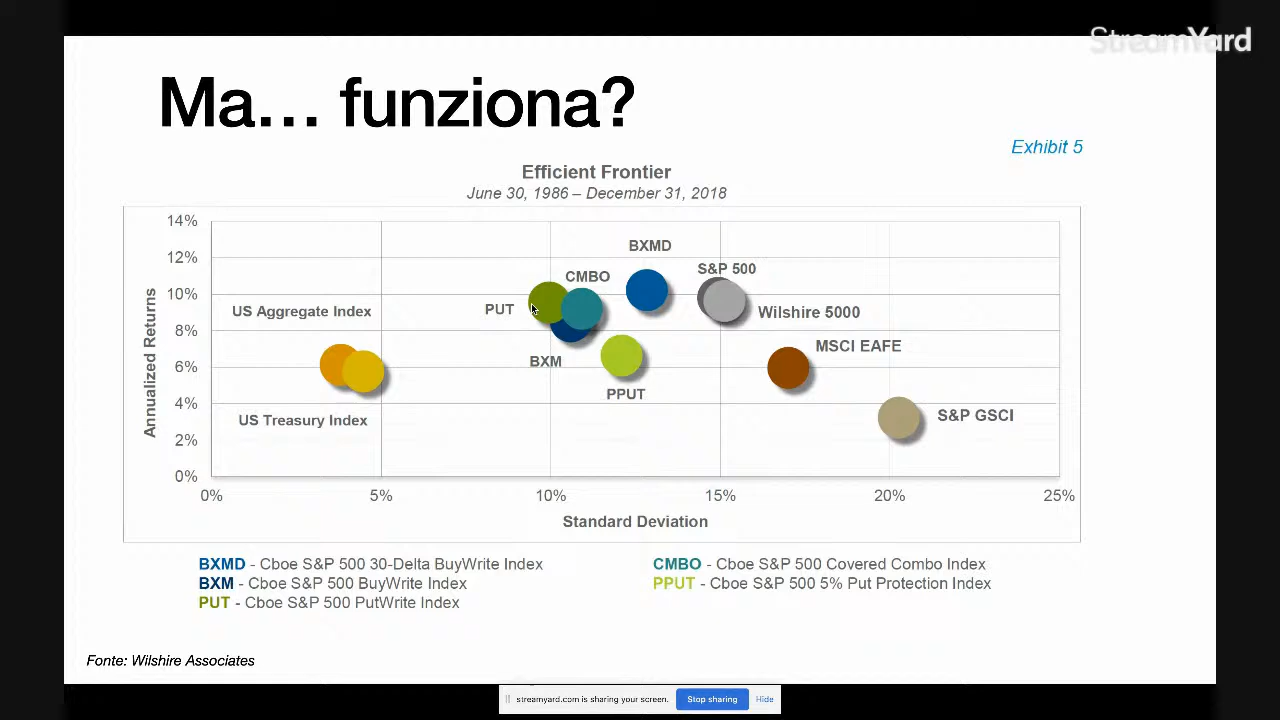 StreamYard
Ma... funziona?
Exhibit 5
Efficient Frontier
June 30, 1986 – December 31, 2018
Annualized Returns
14%
12%
10%
8%
6%
4%
2%
0%
BXMD
CMBO
S&P 500
PUT
US Aggregate Index
Wilshire 5000
MSCI EAFE
BXM
PPUT
US Treasury Index
S&P GSCI
0%
5%
10%
15%
20%
25%
Standard Deviation
BXMD - Cboe S&P 500 30-Delta BuyWrite Index
BXM - Cboe S&P 500 BuyWrite Index
PUT - Cboe S&P 500 PutWrite Index
CMBO - Cboe S&P 500 Covered Combo Index
PPUT - Cboe S&P 500 5% Put Protection Index
Fonte: Wilshire Associates
streamyard.com is sharing your screen.
Stop sharing
Hide